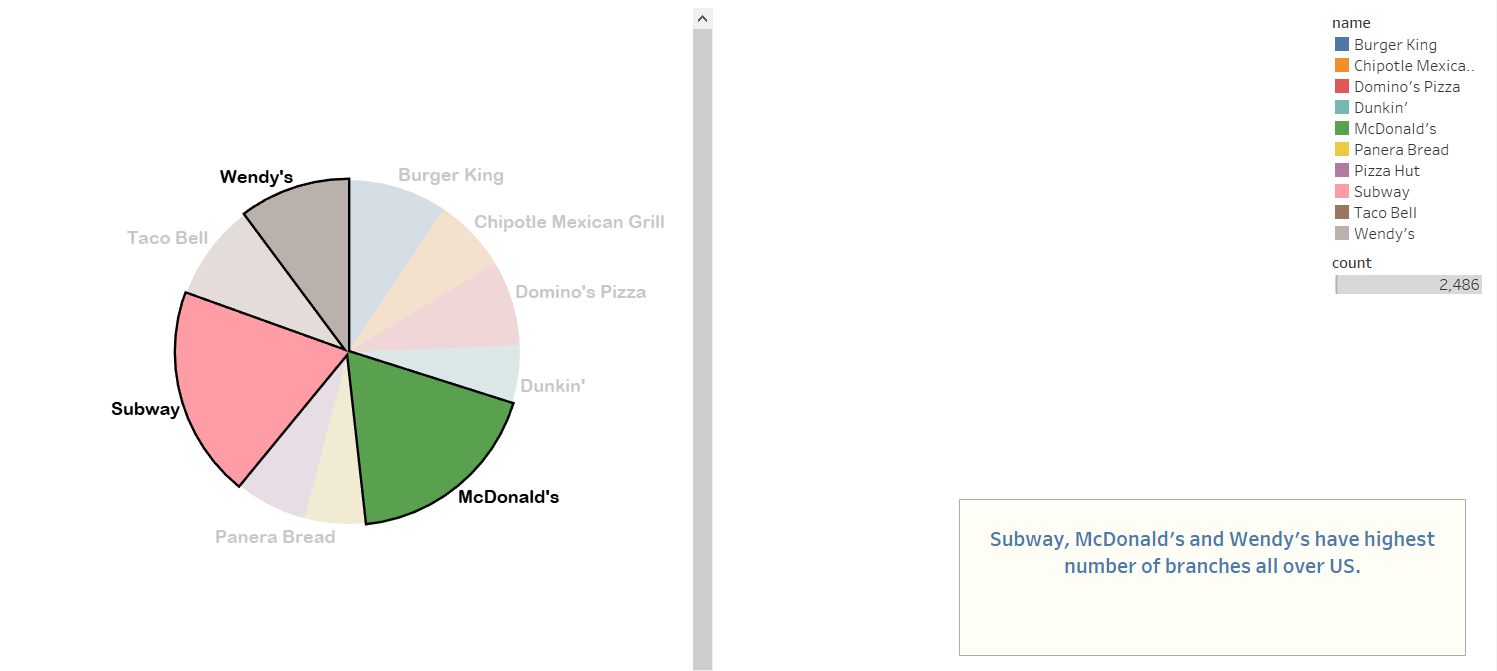 Wendy's
Burger King
Chipotle Mexican Grill
Taco Bell
Domino's Pizza
Dunkin'
Subway
McDonald's
Panera Bread
name
Burger King
Chipotle Mexica..
Domino's Pizza
Dunkin'
McDonald's
Panera Bread
Pizza Hut
Subway
Taco Bell
Wendy's
count
2,486
Subway, McDonald's and Wendy's have highest
number of branches all over US.